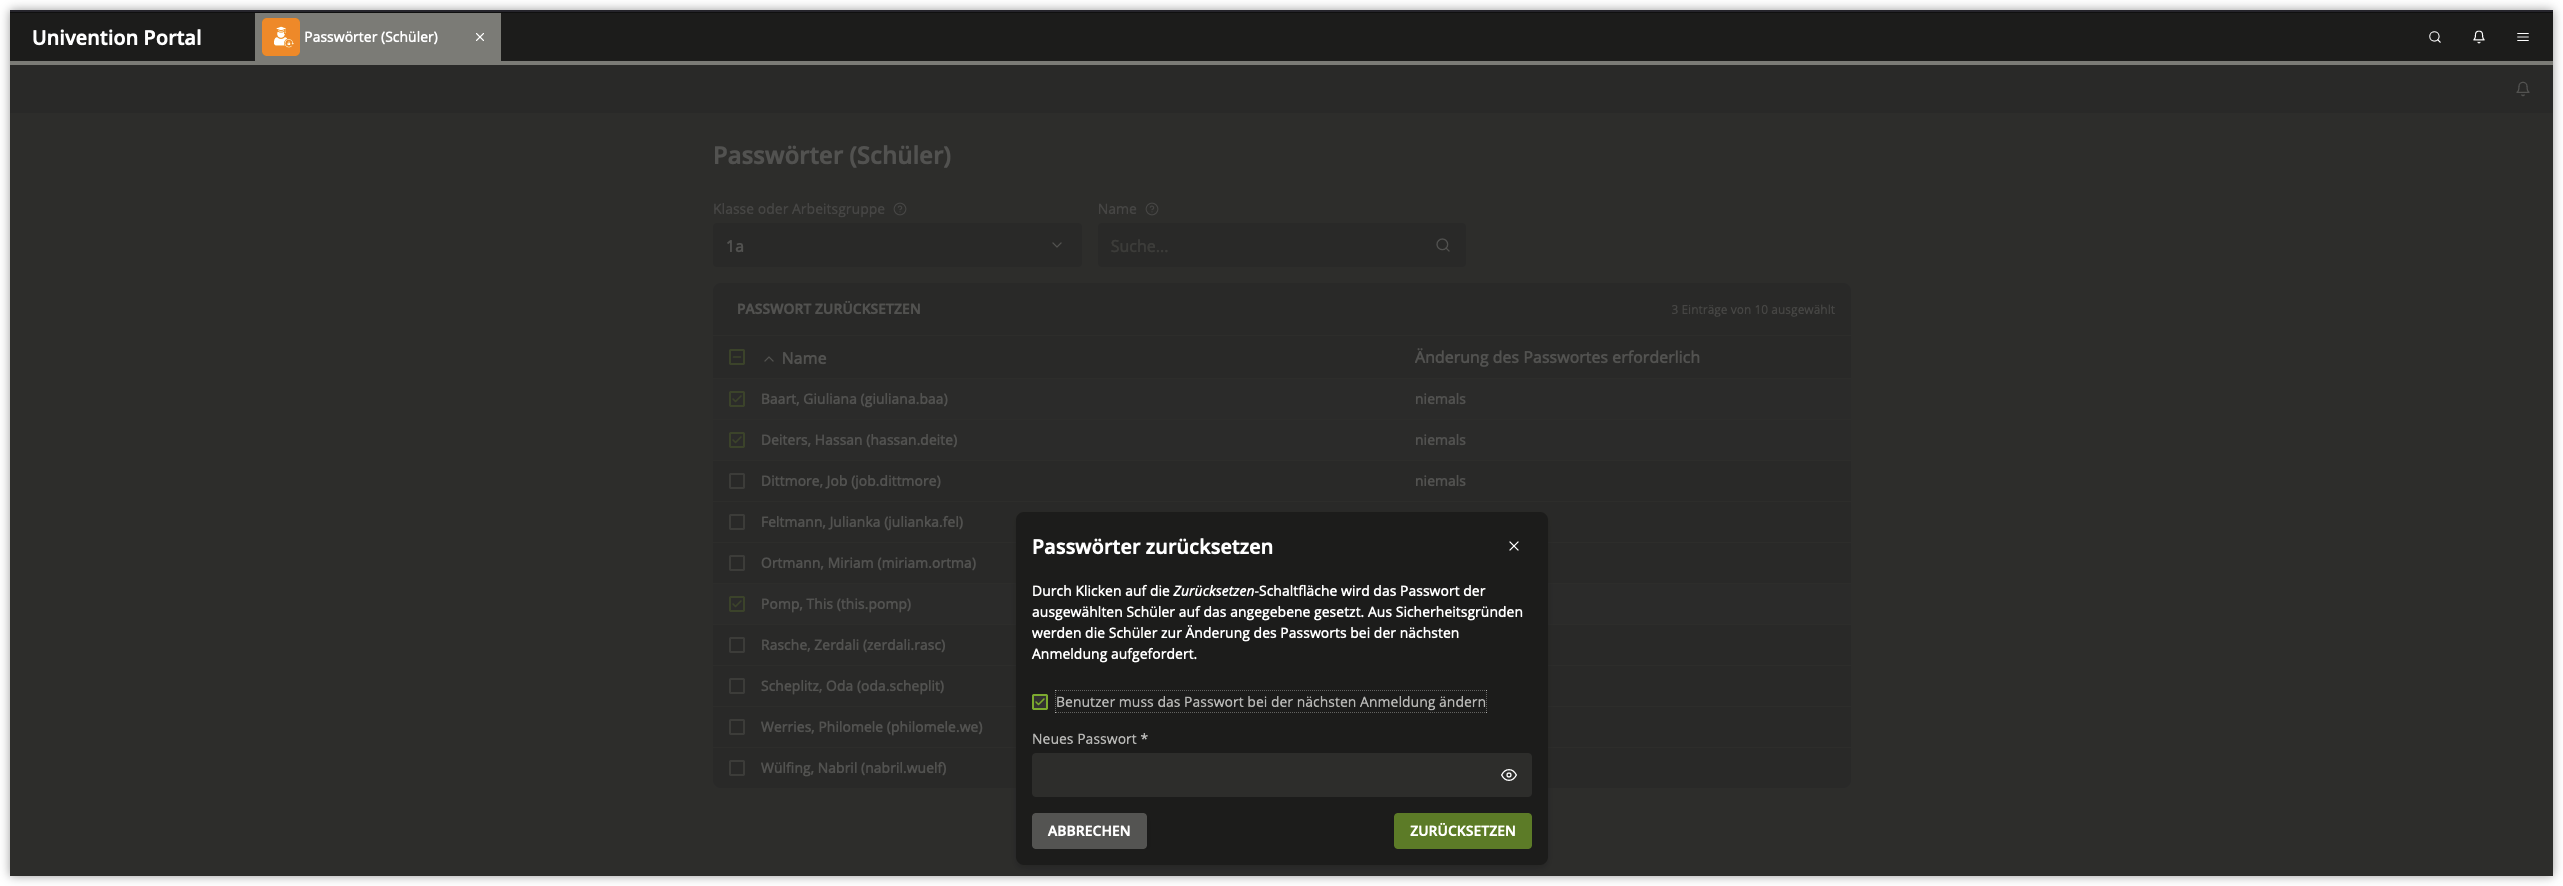 Univention Portal
Passwörter (Schüler)
Passwörter (Schüler)
Klasse oder Arbeitsgruppe
Name
1a
Suche...
PASSWORT ZURÜCKSETZEN
3 Einträge von 10 ausgewählt
Name
Änderung des Passwortes erforderlich
Baart, Giuliana (giuliana.baa)
niemals
Deiters, Hassan (hassan.deite)
niemals
Dittmore, Job (job.dittmore)
niemals
Feltmann, Julianka (julianka.fel)
Ortmann, Miriam (miriam.ortma)
Pomp, This (this.pomp)
Rasche, Zerdali (zerdali.rasc)
Scheplitz, Oda (oda.scheplit)
Werries, Philomele (philomele.we)
Wülfing, Nabril (nabril.wuelf)
Passwörter zurücksetzen
Durch Klicken auf die Zurücksetzen-Schaltfläche wird das Passwort der
ausgewählten Schüler auf das angegebene gesetzt. Aus Sicherheitsgründen
werden die Schüler zur Änderung des Passworts bei der nächsten
Anmeldung aufgefordert.
Benutzer muss das Passwort bei der nächsten Anmeldung ändern
Neues Passwort *
ABBRECHEN
ZURÜCKSETZEN